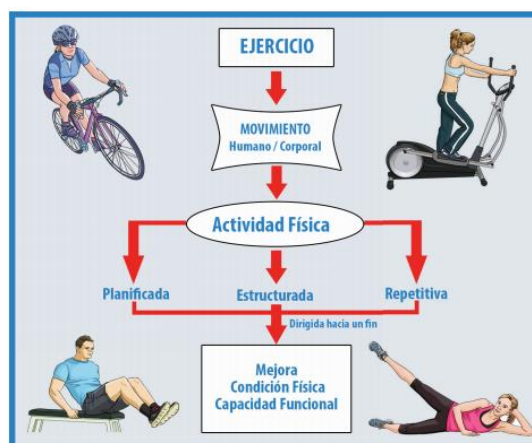 EJERCICIO
MOVIMIENTO
Humano / Corporal
Actividad Física
Planificada
Estructurada
Repetitiva
Dirigida hacia un fin
Mejora
Condición Física
Capacidad Funcional